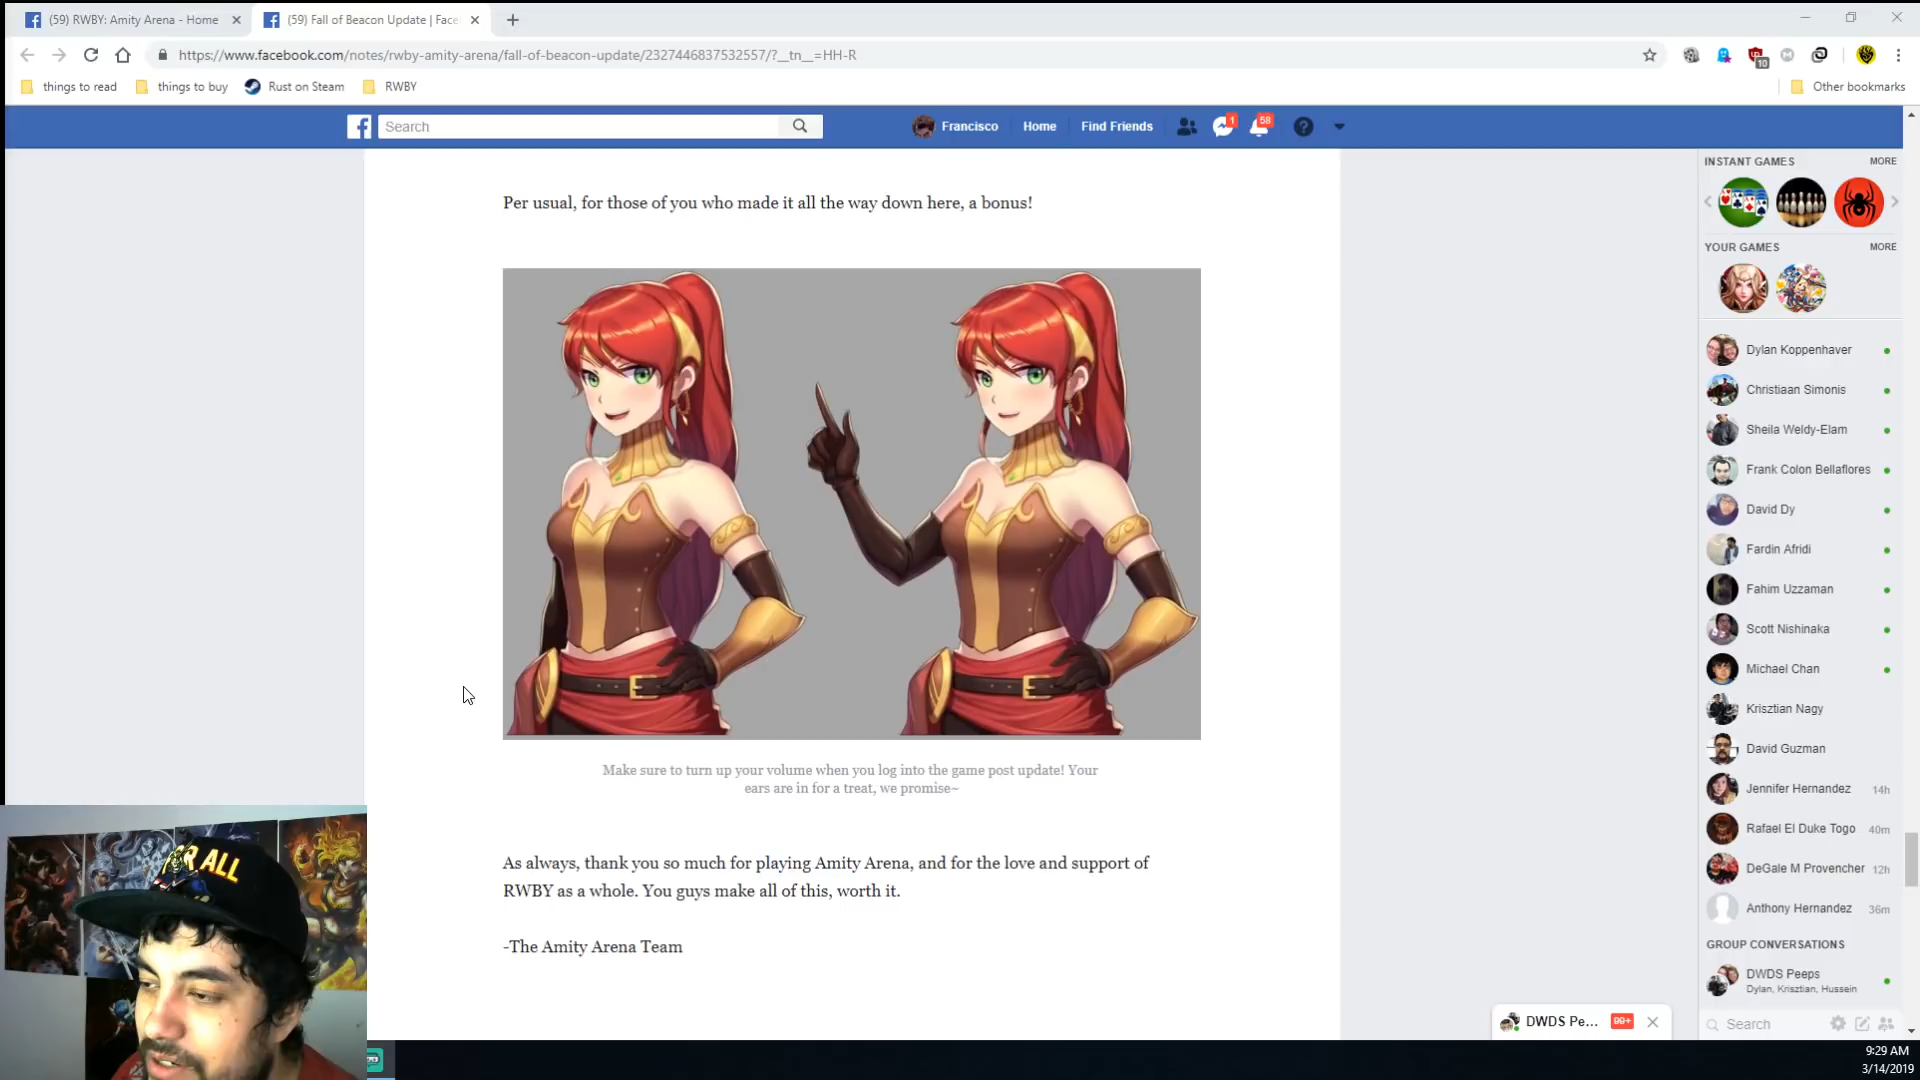 (59) RWBY: Amity Arena - Home
(59) Fall of Beacon Update | Face
https://www.facebook.com/notes/rwby-amity-arena/fall-of-beacon-update/2327446837532557/?__tn__=HH-R
10
things to read
things to buy
Rust on Steam
RWBY
Other bookmarks
Search
Francisco
Home
Find Friends
1
58
INSTANT GAMES
MORE
Per usual, for those of you who made it all the way down here, a bonus!
YOUR GAMES
MORE
Dylan Koppenhaver
Christiaan Simonis
Sheila Weldy-Elam
Frank Colon Bellaflores
David Dy
Fardin Afridi
Fahim Uzzaman
Scott Nishinaka
Michael Chan
Krisztian Nagy
David Guzman
Jennifer Hernandez 14h
Rafael El Duke Togo 40m
DeGale M Provencher 12h
Anthony Hernandez 36m
GROUP CONVERSATIONS
DWDS Peeps
Dylan, Krisztian, Hussein
Search
Make sure to turn up your volume when you log into the game post update! Your
ears are in for a treat, we promise~
As always, thank you so much for playing Amity Arena, and for the love and support of
RWBY as a whole. You guys make all of this, worth it.
-The Amity Arena Team
DWDS Pe...
99+
ALL
9:29 AM
3/14/2019